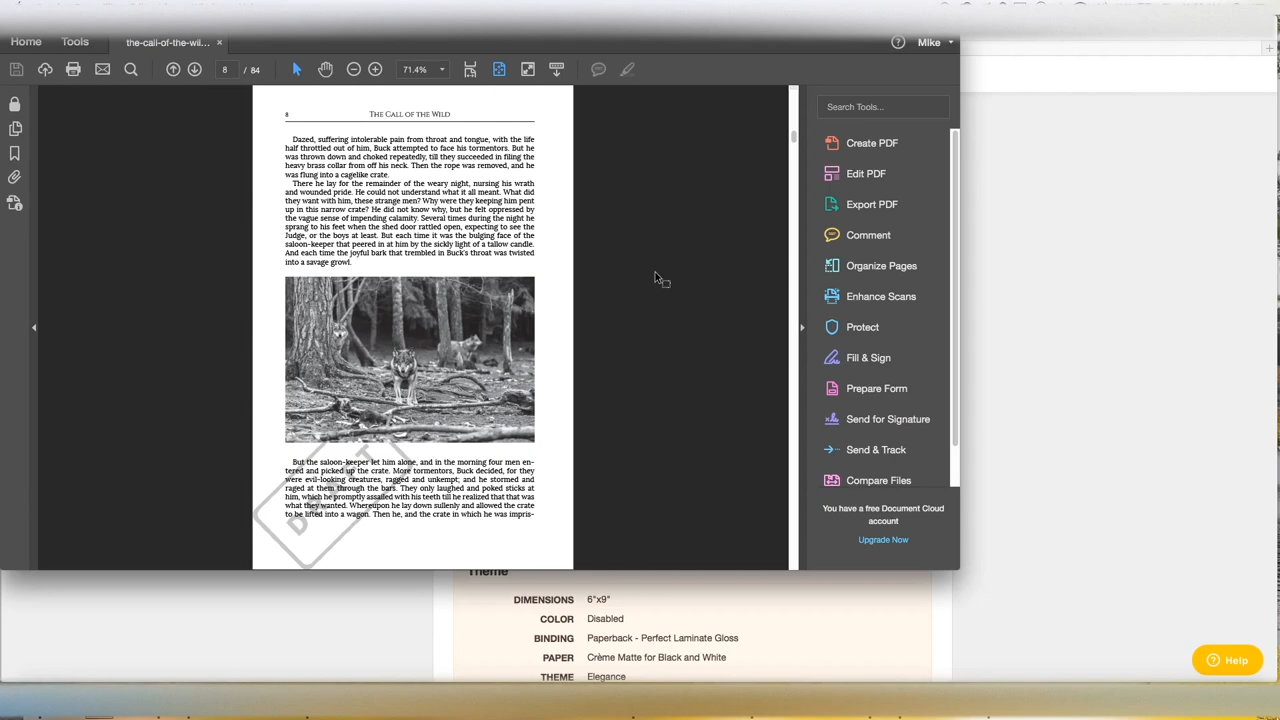 Home
Tools
the-call-of-the-wil...
Mike
8 / 84
71.4%
8
THE CALL OF THE WILD
Dazed, suffering intolerable pain from throat and tongue, with the life
half throttled out of him, Buck attempted to face his tormentors. But he
was thrown down and choked repeatedly, till they succeeded in filing the
heavy brass collar from off his neck. Then the rope was removed, and he
was flung into a cagelike crate.
There he lay for the remainder of the weary night, nursing his wrath
and wounded pride. He could not understand what it all meant. What did
they want with him, these strange men? Why were they keeping him pent
up in this narrow crate? He did not know why, but he felt oppressed by
the vague sense of impending calamity. Several times during the night he
sprang to his feet when the shed door rattled open, expecting to see the
Judge, or the boys at least. But each time it was the bulging face of the
saloon-keeper that peered in at him by the sickly light of a tallow candle.
And each time the joyful bark that trembled in Buck's throat was twisted
into a savage growl.
But the saloon-keeper let him alone, and in the morning four men en-
tered and picked up the crate. More tormentors, Buck decided, for they
were evil-looking creatures, ragged and unkempt; and he stormed and
raged at them through the bars. They only laughed and poked sticks at
him, which he promptly assailed with his teeth till he realized that that was
what they wanted. Whereupon he lay down sullenly and allowed the crate
to be lifted into a wagon. Then he, and the crate in which he was impris-
DRAFT
Search Tools...
Create PDF
Edit PDF
Export PDF
Comment
Organize Pages
Enhance Scans
Protect
Fill & Sign
Prepare Form
Send for Signature
Send & Track
Compare Files
You have a free Document Cloud
account
Upgrade Now
Theme
DIMENSIONS 6"x9"
COLOR Disabled
BINDING Paperback - Perfect Laminate Gloss
PAPER Crème Matte for Black and White
THEME Elegance
Help